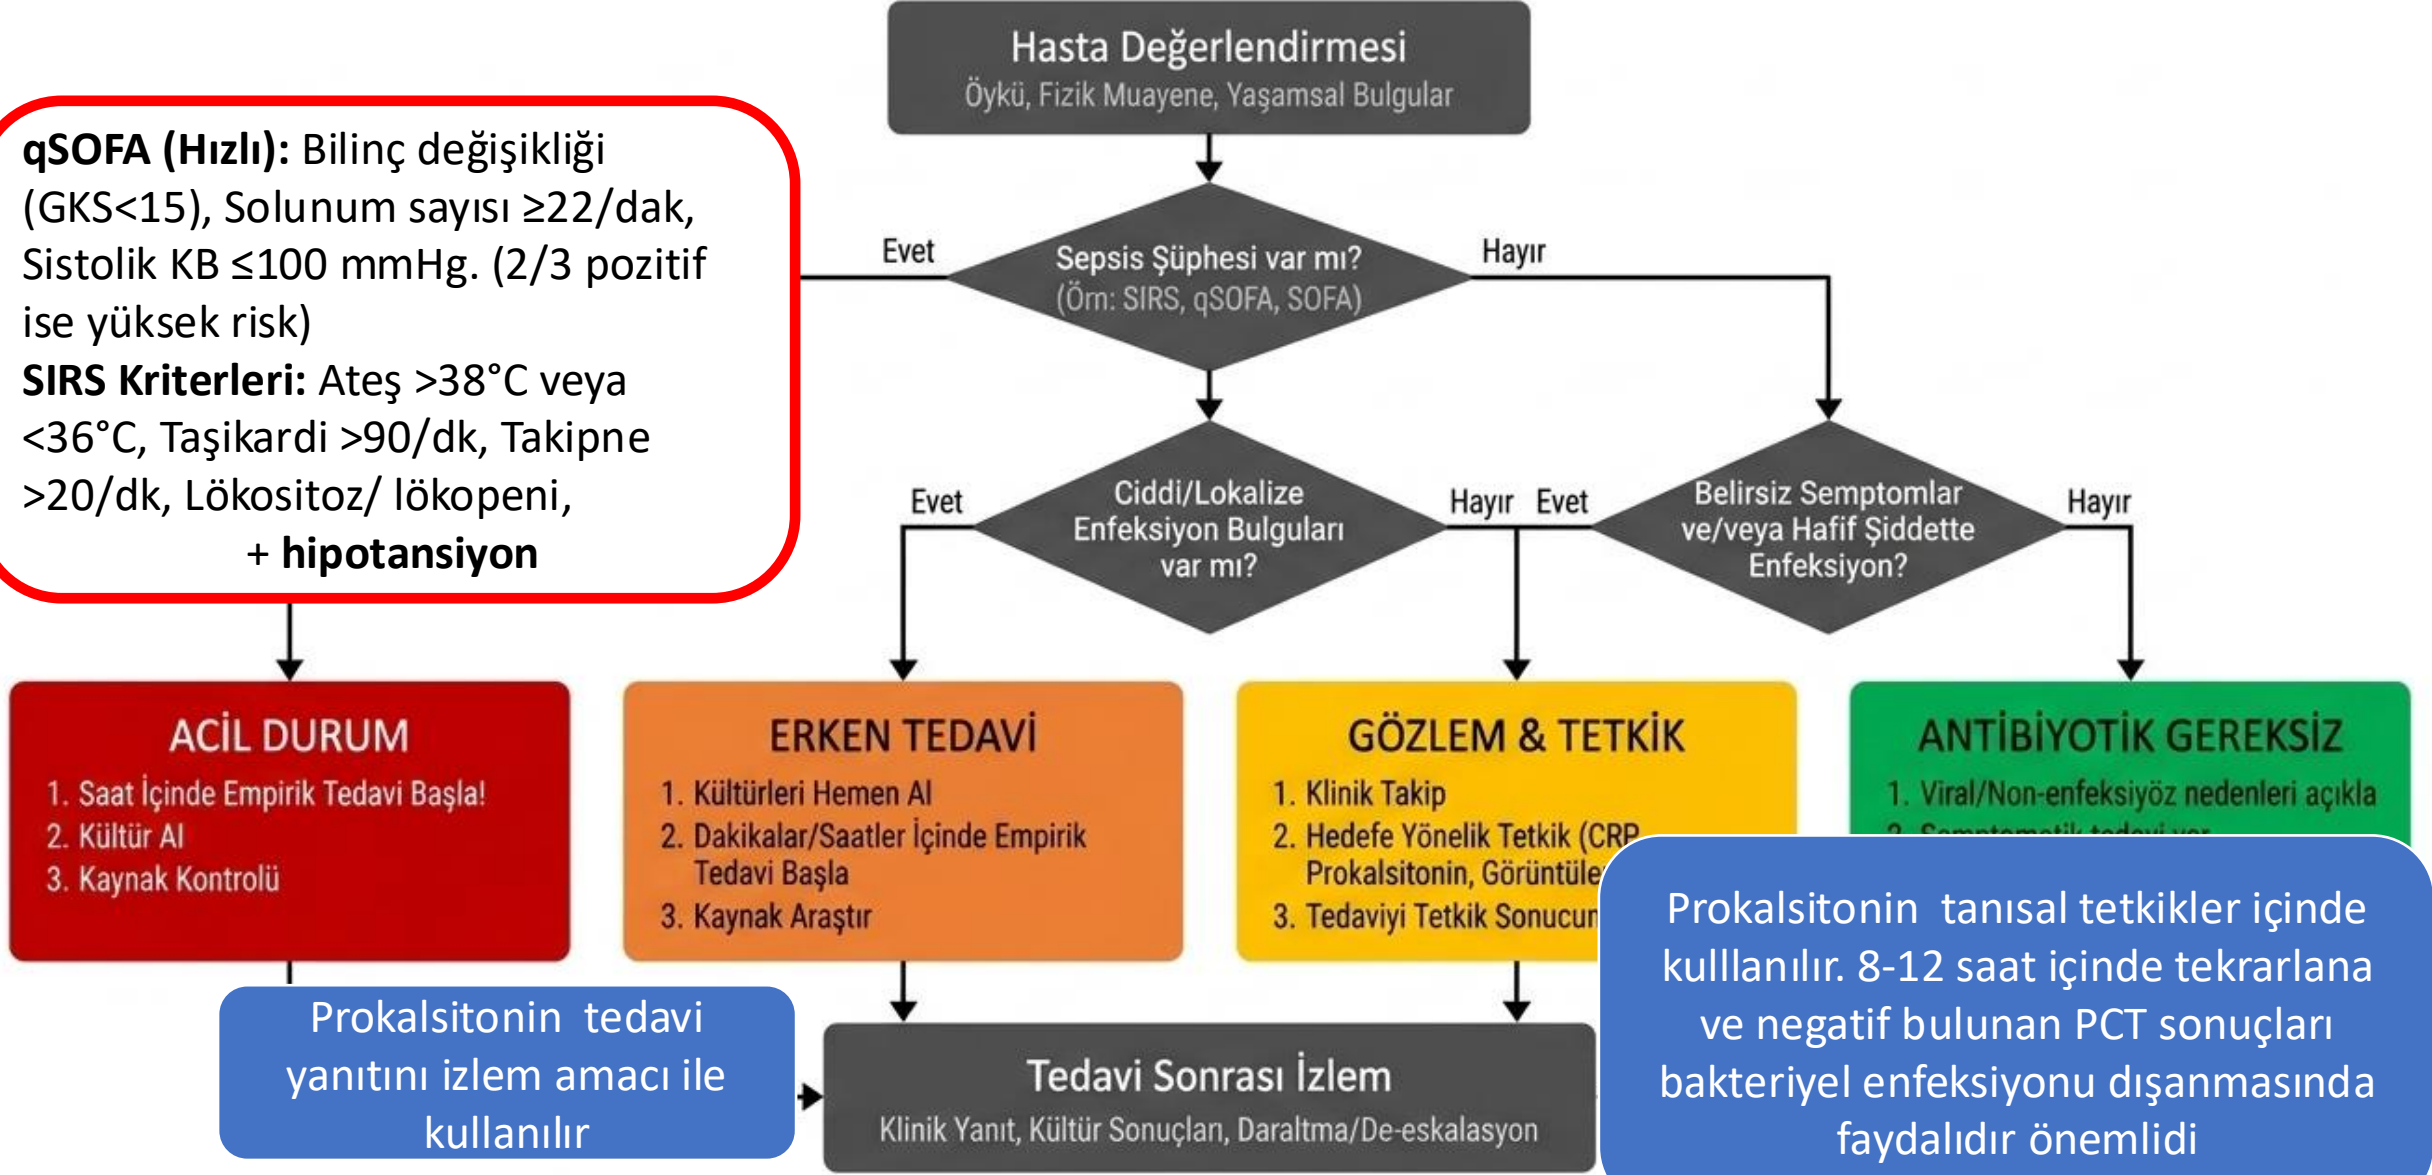 Hasta Değerlendirmesi
Öykü, Fizik Muayene, Yaşamsal Bulgular
qSOFA (Hızlı): Bilinç değişikliği
(GKS<15), Solunum sayısı ≥22/dak,
Sistolik KB ≤100 mmHg. (2/3 pozitif
ise yüksek risk)
SIRS Kriterleri: Ateş >38°C veya
<36°C, Taşikardi >90/dk, Takipne
>20/dk, Lökositoz/ lökopeni,
+ hipotansiyon
Evet
Sepsis Şüphesi var mı?
(Örn: SIRS, qSOFA, SOFA)
Hayır
Evet
Ciddi/Lokalize
Enfeksiyon Bulguları
var mı?
Hayır
Evet
Belirsiz Semptomlar
ve/veya Hafif Şiddette
Enfeksiyon?
Hayır
ACİL DURUM
1. Saat İçinde Empirik Tedavi Başla!
2. Kültür Al
3. Kaynak Kontrolü
ERKEN TEDAVİ
1. Kültürleri Hemen Al
2. Dakikalar/Saatler İçinde Empirik
Tedavi Başla
3. Kaynak Araştır
GÖZLEM & TETKİK
1. Klinik Takip
2. Hedefe Yönelik Tetkik (CRP
Prokalsitonin, Görüntüle
3. Tedaviyi Tetkik Sonucun
ANTİBİYOTİK GEREKSİZ
1. Viral/Non-enfeksiyöz nedenleri açıkla
Prokalsitonin tedavi
yanıtını izlem amacı ile
kullanılır
Tedavi Sonrası İzlem
Klinik Yanıt, Kültür Sonuçları, Daraltma/De-eskalasyon
Prokalsitonin tanısal tetkikler içinde
kulllanılır. 8-12 saat içinde tekrarlana
ve negatif bulunan PCT sonuçları
bakteriyel enfeksiyonu dışanmasında
faydalıdır önemlidi